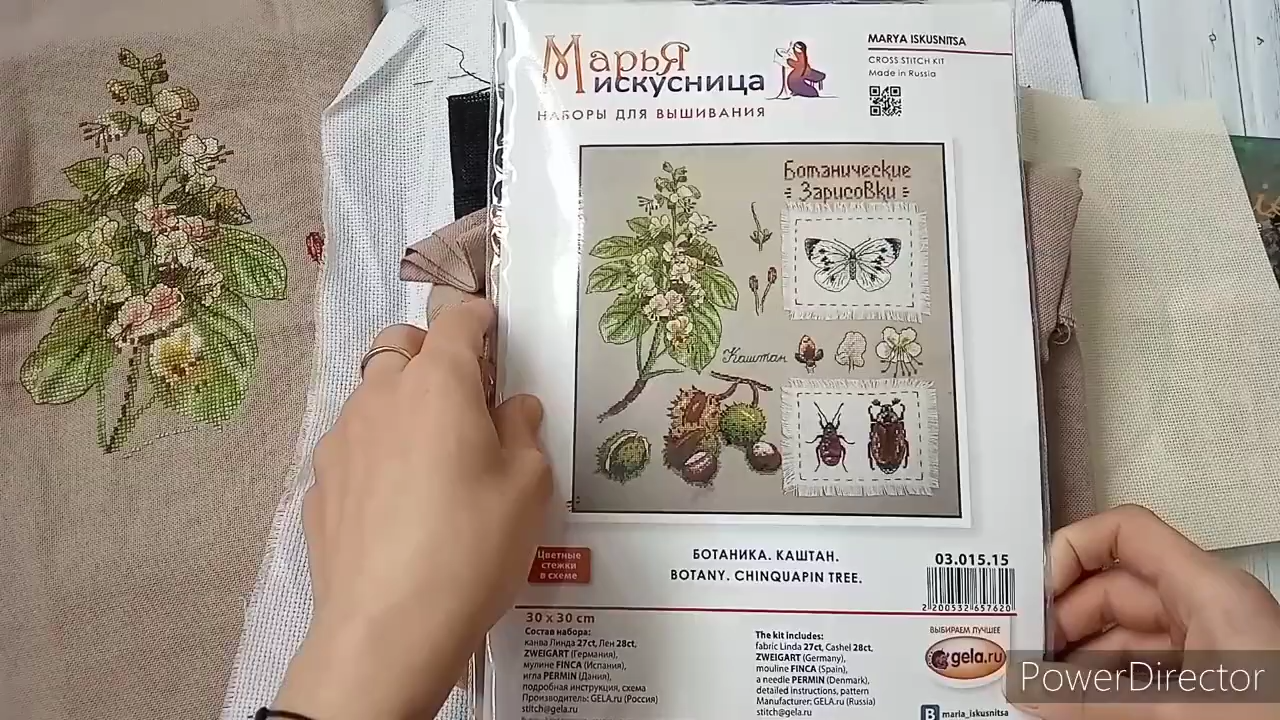 МарьЯ
искусница
НАБОРЫ ДЛЯ ВЫШИВАНИЯ
MARYA ISKUSNITSA
CROSS STITCH KIT
Made in Russia
Ботанические
Зарисовки
Каштан
Цветные
стежки
в схеме
БОТАНИКА. КАШТАН.
BOTANY. CHINQUAPIN TREE.
03.015.15
2 200532 657620
30 x 30 cm
Состав набора:
канва Линда 27ct, Лен 28ct,
ZWEIGART (Германия),
мулине FINCA (Испания),
игла PERMIN (Дания),
подробная инструкция, схема
Производитель: GELA.ru (Россия)
stitch@gela.ru
The kit includes:
fabric Linda 27ct, Cashel 28ct,
ZWEIGART (Germany),
mouline FINCA (Spain),
a needle PERMIN (Denmark),
detailed instructions, pattern
Manufacturer: GELA.ru (Russia)
stitch@gela.ru
ВЫБИРАЕМ ЛУЧШЕЕ
gela.ru
B maria_iskusnitsa
PowerDirector